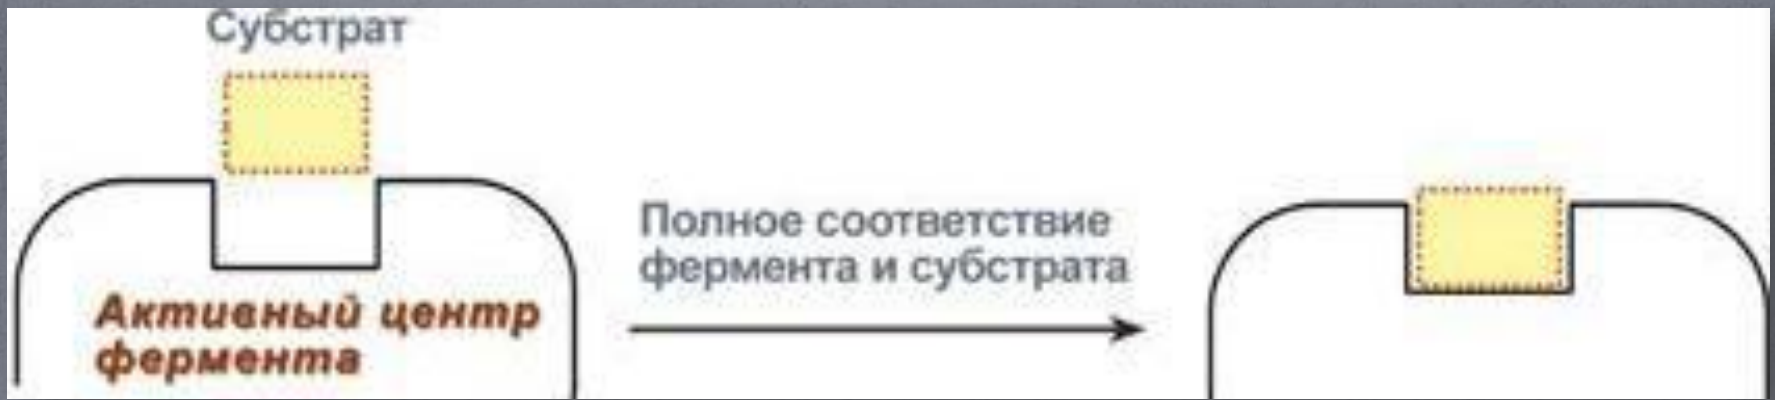 Субстрат
Полное соответствие
фермента и субстрата
Активный центр
фермента